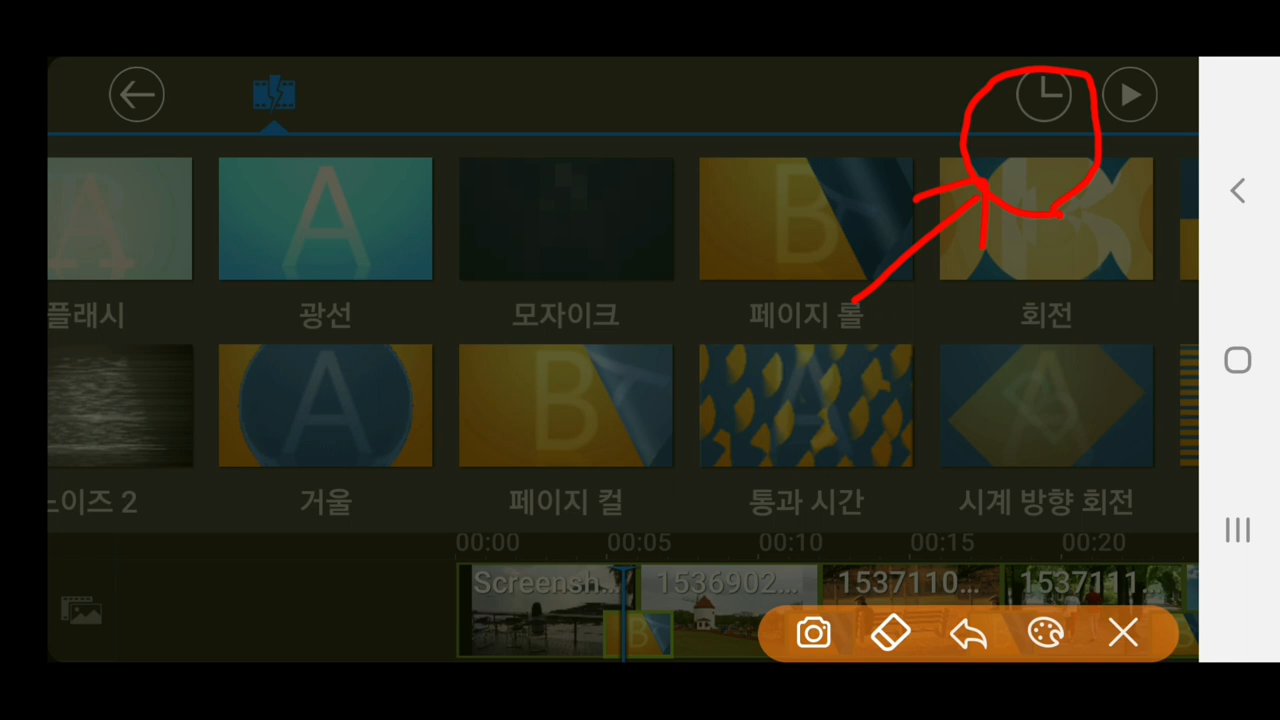 플래시
광선
모자이크
페이지 롤
회전
노이즈 2
거울
페이지 컬
통과 시간
시계 방향 회전
00:00
00:05
00:10
00:15
00:20
Screensh...
1536902...
1537110...
1537111...